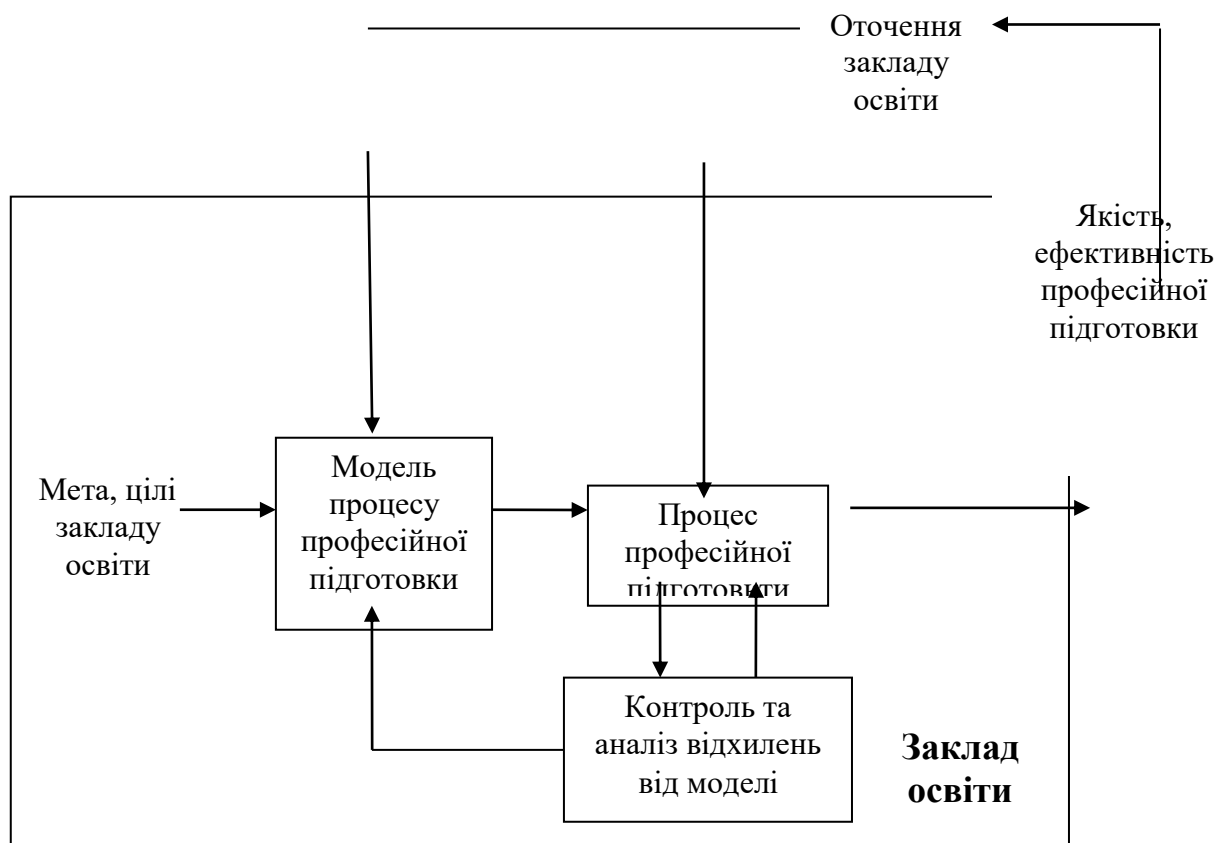 Оточення
закладу
освіти
Якість,
ефективність
професійної
підготовки
Мета, цілі
закладу
освіти
Модель
процесу
професійної
підготовки
Процес
професійної
Контроль та
аналіз відхилень
від моделі
Заклад
освіти